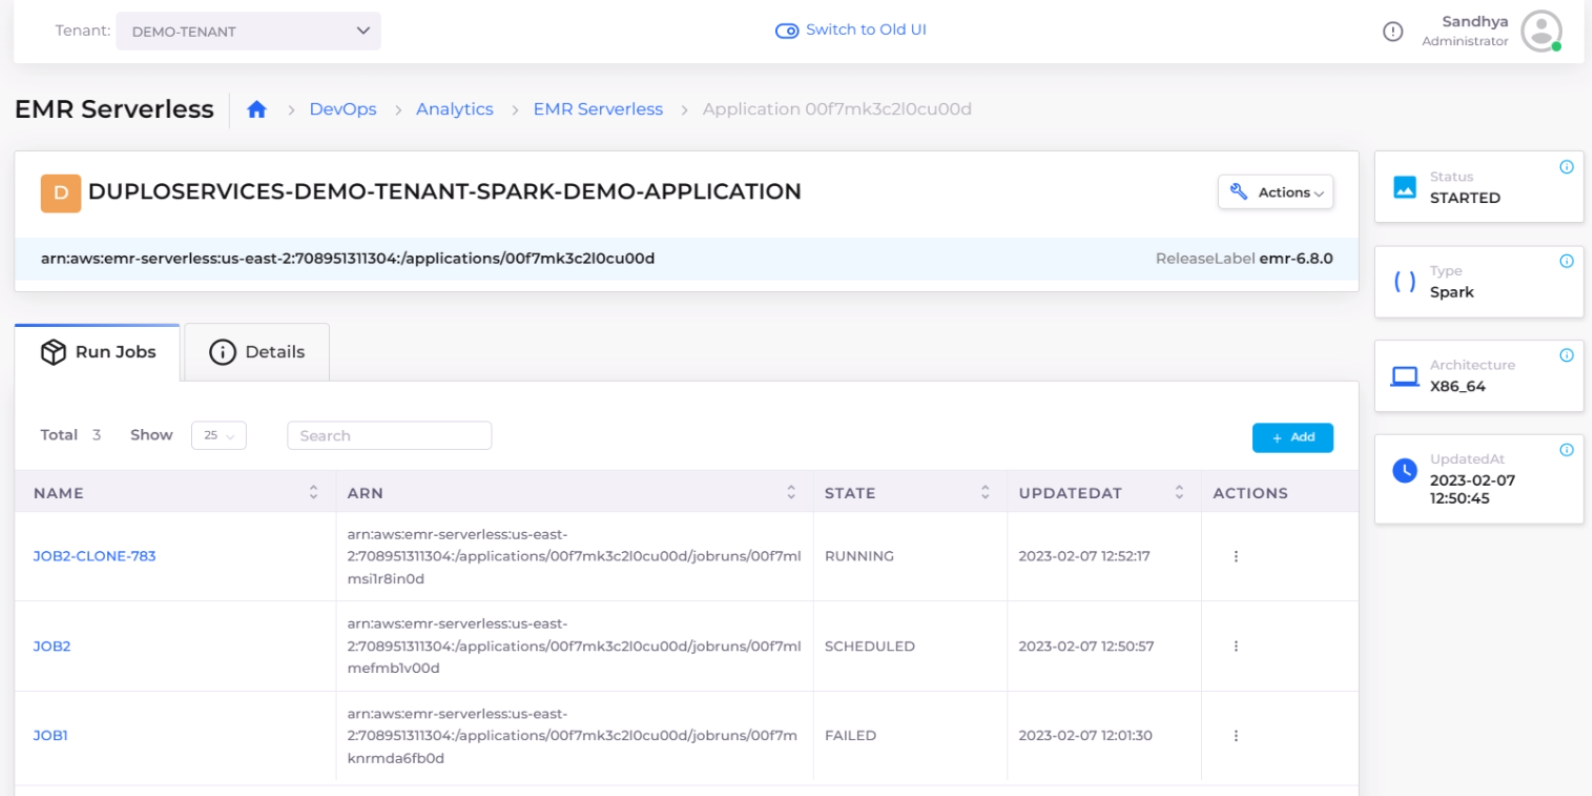 Tenant: DEMO-TENANT
Switch to Old UI
Sandhya
Administrator
EMR Serverless > DevOps > Analytics > EMR Serverless > Application 00f7mk3c2l0cu00d
D DUPLOSERVICES-DEMO-TENANT-SPARK-DEMO-APPLICATION
Actions
arn:aws:emr-serverless:us-east-2:708951311304:/applications/00f7mk3c2l0cu00d
ReleaseLabel emr-6.8.0
Status
STARTED
Type
Spark
Architecture
X86_64
UpdatedAt
2023-02-07
12:50:45
Run Jobs
Details
Total 3 Show 25 Search
+ Add
NAME ARN STATE UPDATEDAT ACTIONS
JOB2-CLONE-783
arn:aws:emr-serverless:us-east-
2:708951311304:/applications/00f7mk3c2l0cu00d/jobruns/00f7ml
msi1r8in0d
RUNNING
2023-02-07 12:52:17
JOB2
arn:aws:emr-serverless:us-east-
2:708951311304:/applications/00f7mk3c2l0cu00d/jobruns/00f7ml
mefmb1v00d
SCHEDULED
2023-02-07 12:50:57
JOB1
arn:aws:emr-serverless:us-east-
2:708951311304:/applications/00f7mk3c2l0cu00d/jobruns/00f7m
knrmda6fb0d
FAILED
2023-02-07 12:01:30